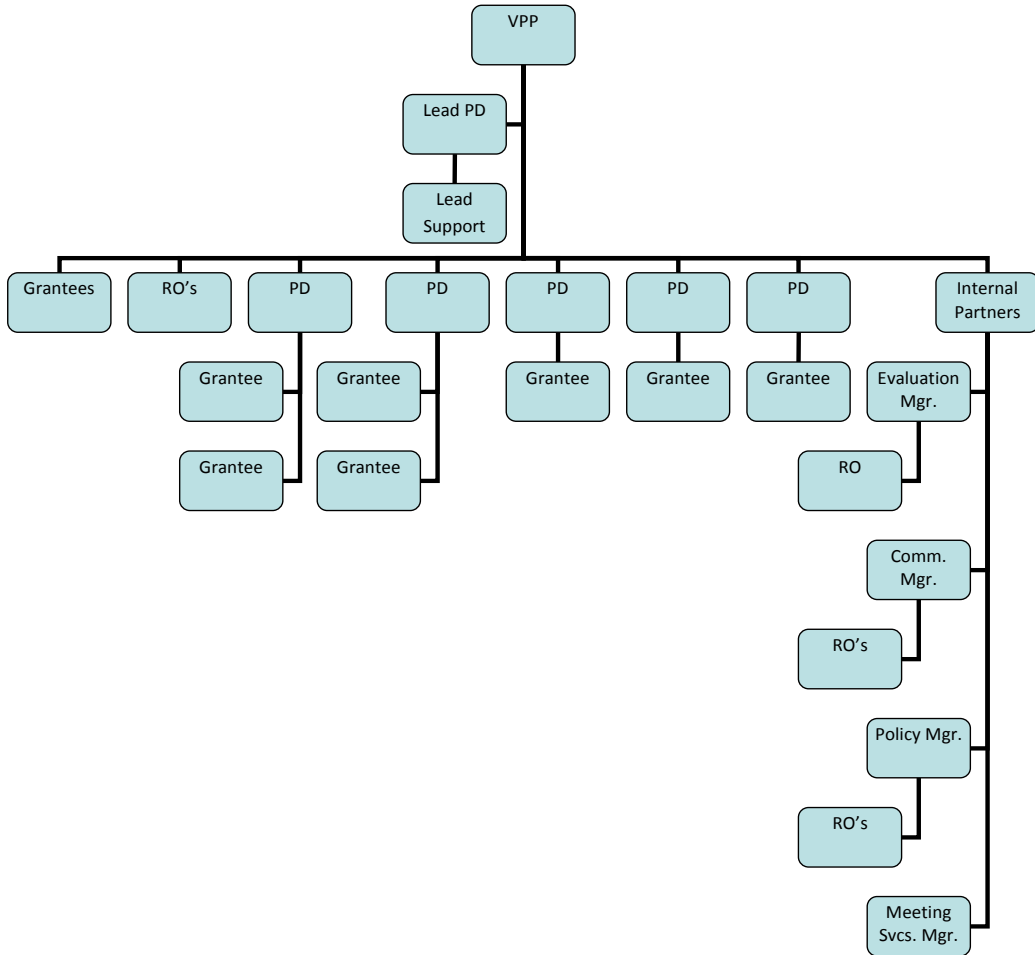 VPP
Lead PD
Lead
Support
Grantees
RO’s
PD
PD
PD
PD
PD
Internal
Partners
Grantee
Grantee
Grantee
Grantee
Grantee
Evaluation
Mgr.
Grantee
Grantee
RO
Comm.
Mgr.
RO’s
Policy Mgr.
RO’s
Meeting
Svcs. Mgr.